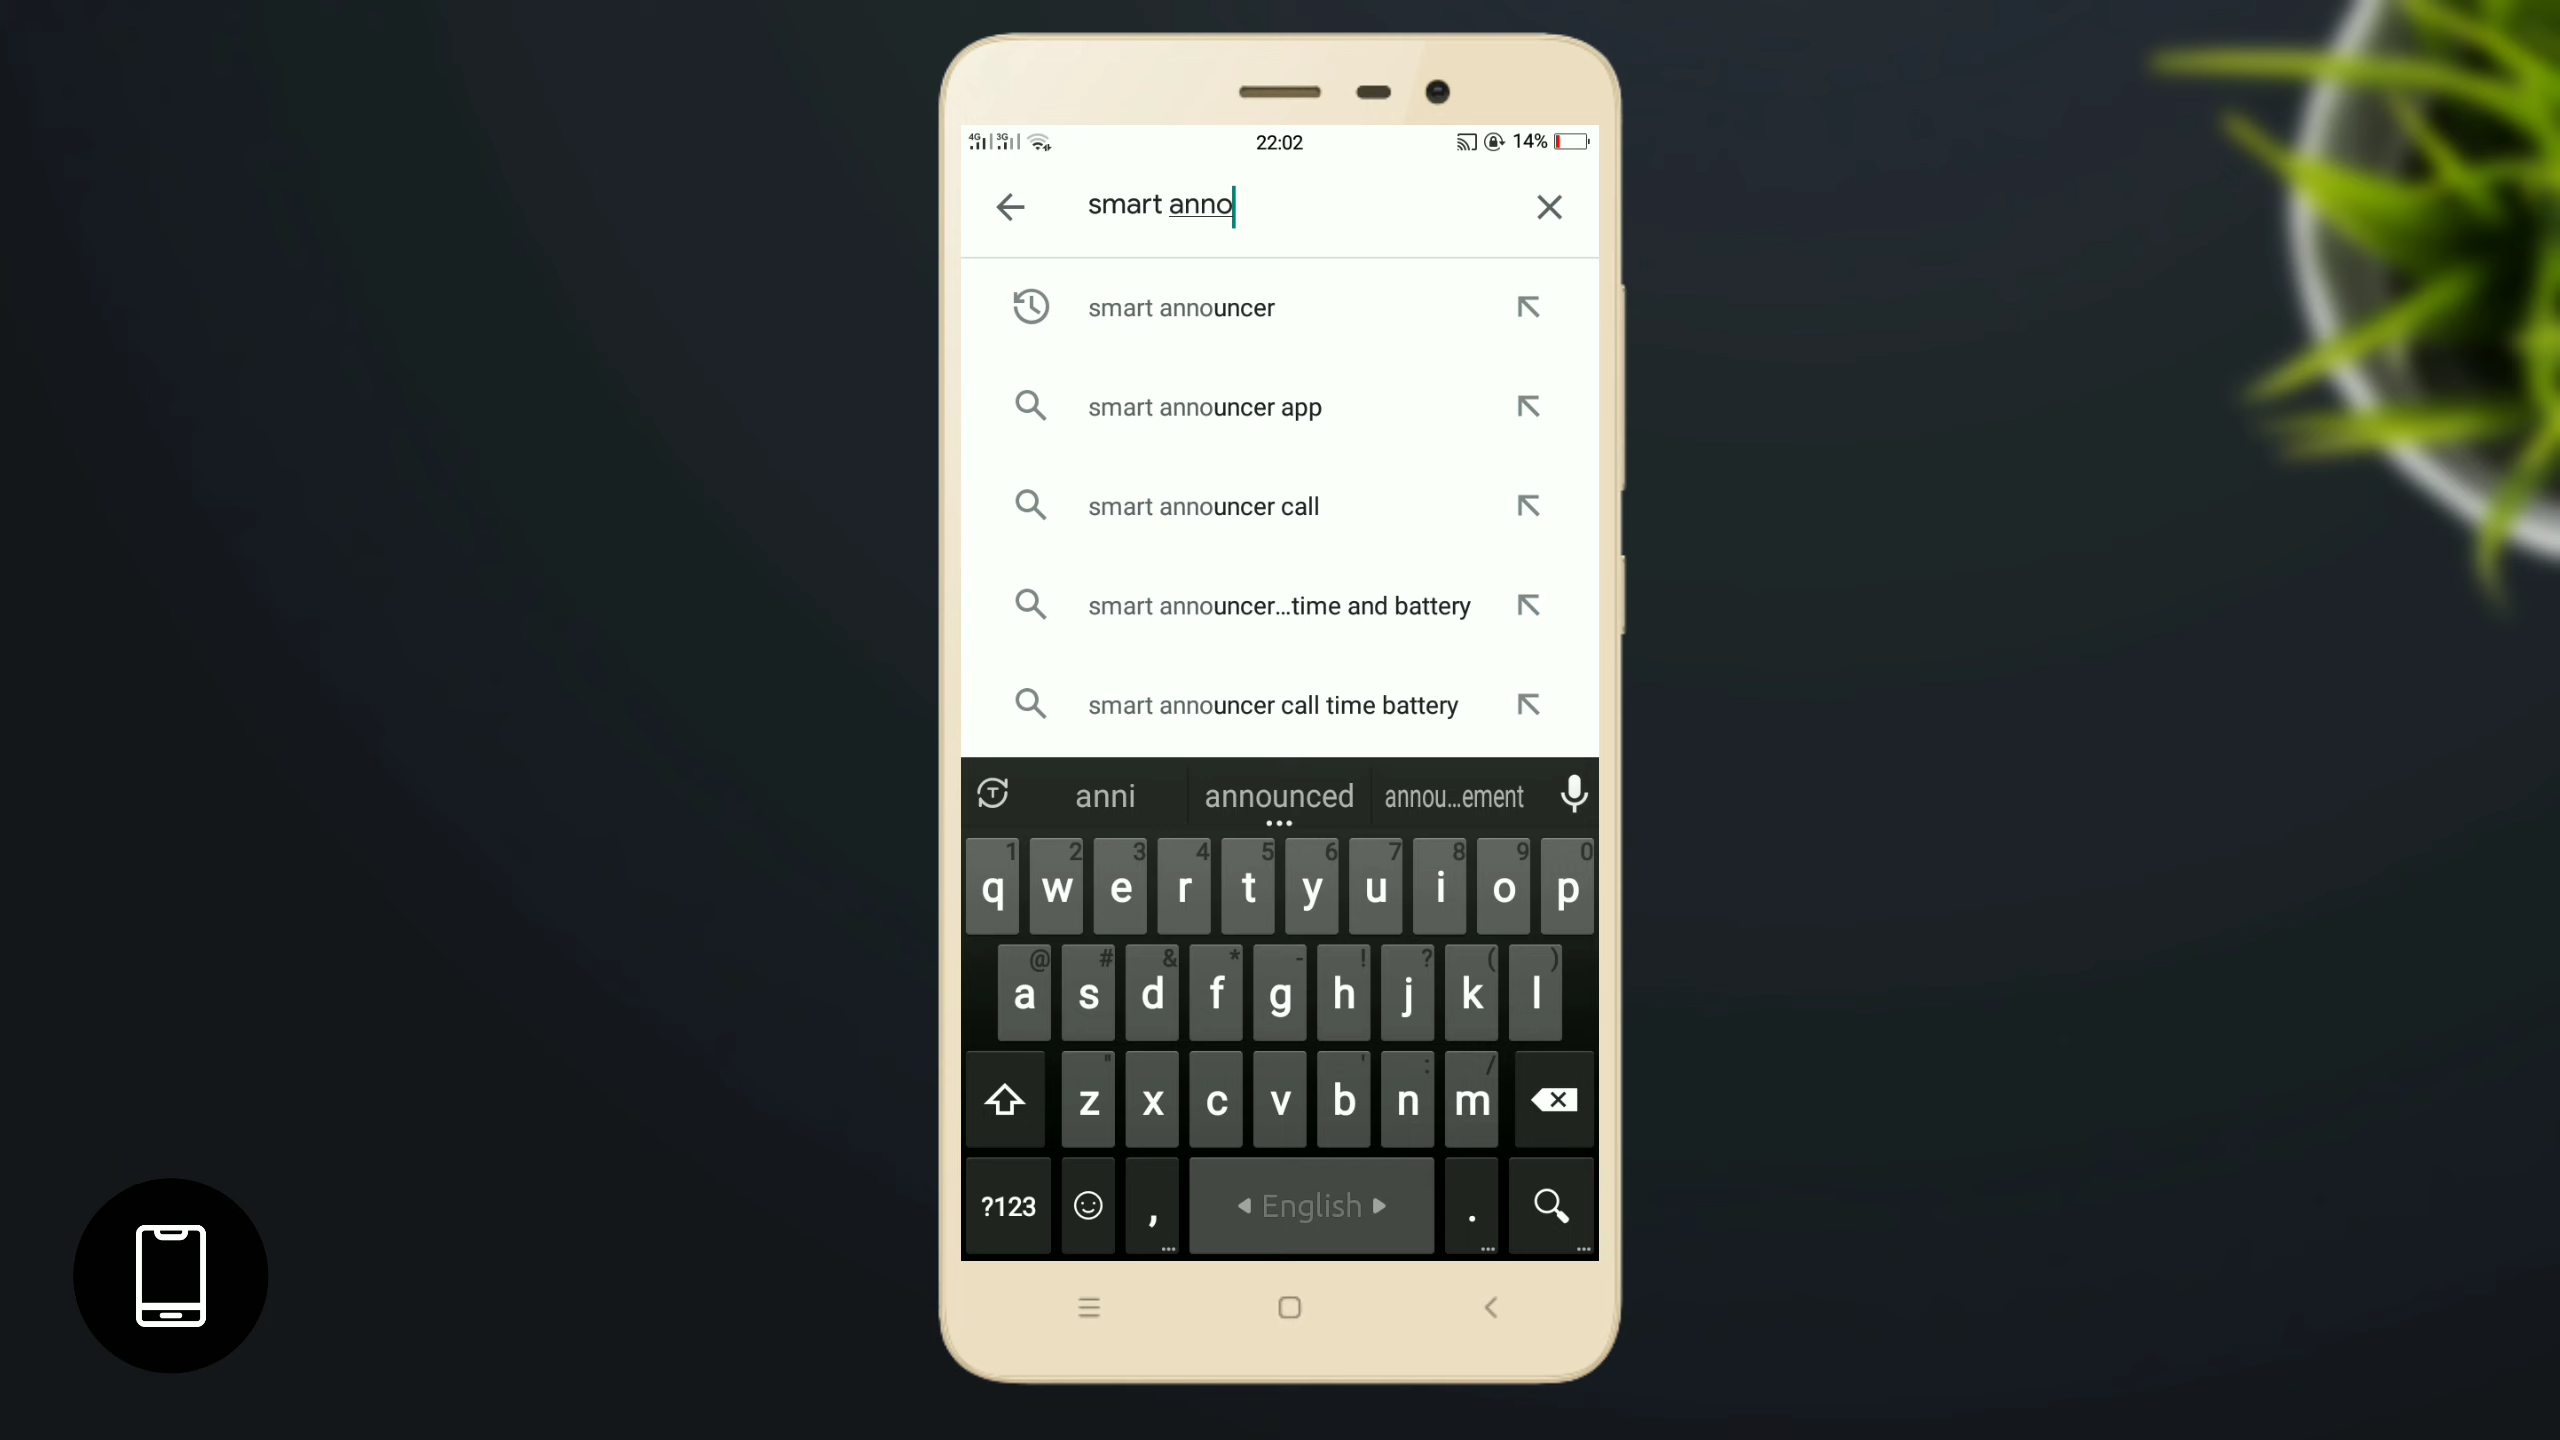 4G 3G 22:02 14%
smart anno
smart announcer
smart announcer app
smart announcer call
smart announcer...time and battery
smart announcer call time battery
anni announced annou...ement
1 2 3 4 5 6 7 8 9 0
q w e r t y u i o p
@ # & * - ! ? ( )
a s d f g h j k l
" ' : /
z x c v b n m
?123 , English .